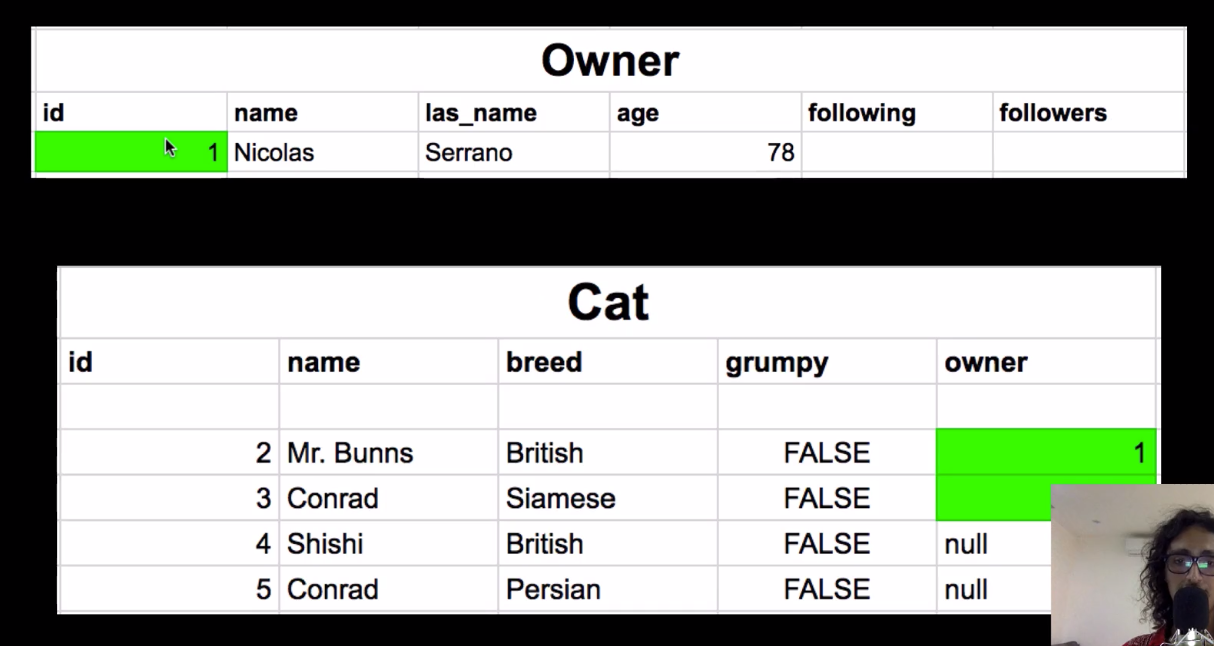 Owner
id name las_name age following followers
1 Nicolas Serrano 78
Cat
id name breed grumpy owner
2 Mr. Bunns British FALSE 1
3 Conrad Siamese FALSE
4 Shishi British FALSE null
5 Conrad Persian FALSE null